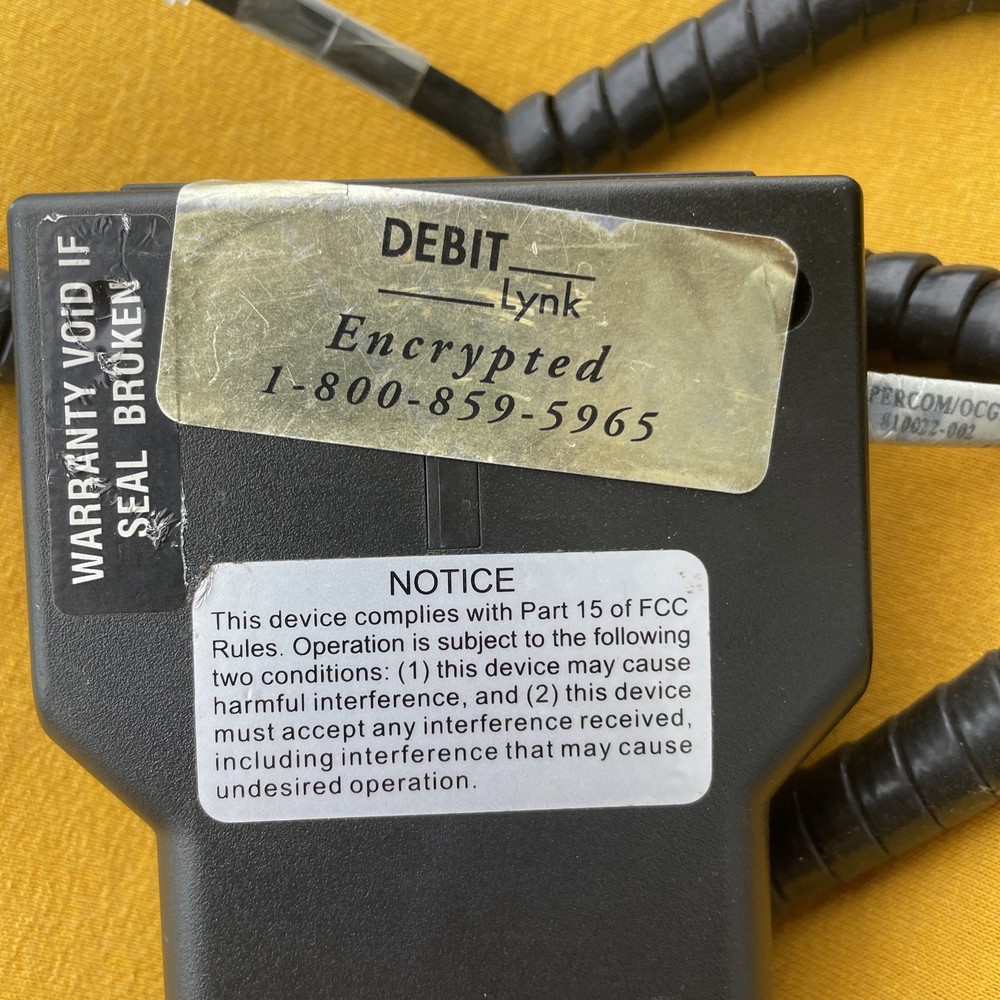 WARRANTY VOID IF
SEAL BROKEN
DEBIT
Lynk
Encrypted
1-800-859-5965
PERCOM/OCG
810022-002
NOTICE
This device complies with Part 15 of FCC
Rules. Operation is subject to the following
two conditions: (1) this device may cause
harmful interference, and (2) this device
must accept any interference received,
including interference that may cause
undesired operation.